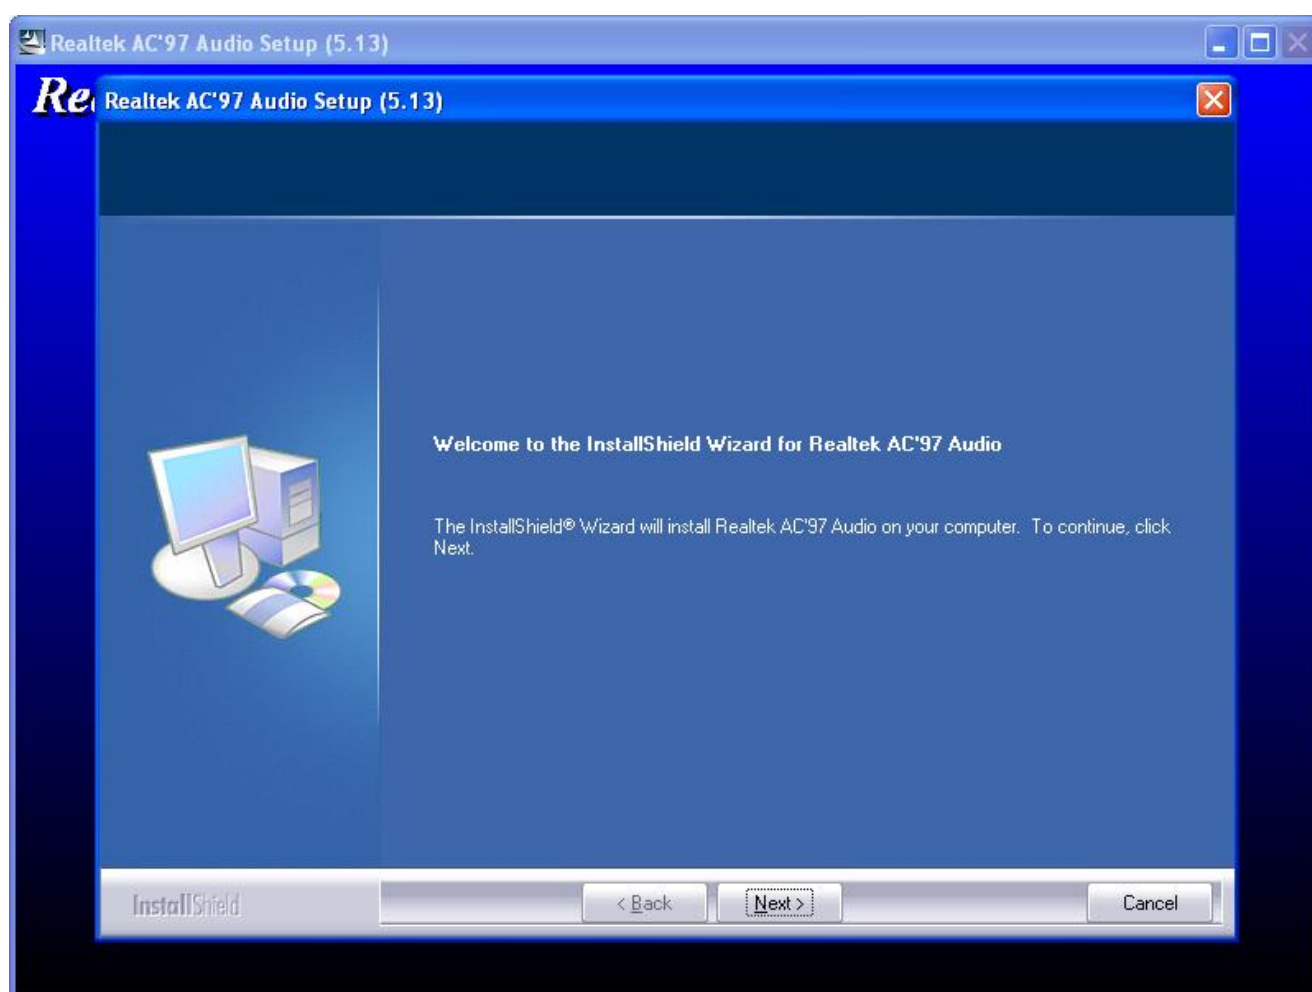 Realtek AC'97 Audio Setup (5.13)
Re
Realtek AC'97 Audio Setup (5.13)
Welcome to the InstallShield Wizard for Realtek AC'97 Audio
The InstallShield® Wizard will install Realtek AC'97 Audio on your computer. To continue, click
Next.
InstallShield
< Back
Next >
Cancel